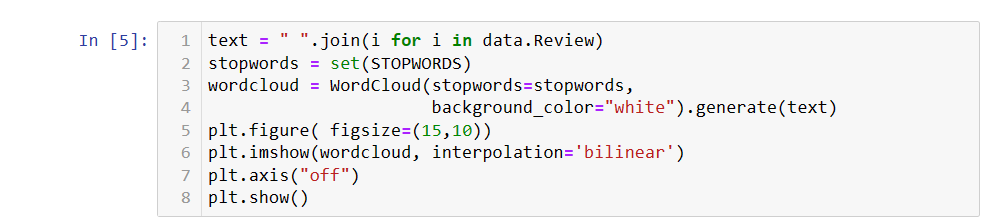 In [5]:
1 text = " ".join(i for i in data.Review)
2 stopwords = set(STOPWORDS)
3 wordcloud = WordCloud(stopwords=stopwords,
4                       background_color="white").generate(text)
5 plt.figure( figsize=(15,10))
6 plt.imshow(wordcloud, interpolation='bilinear')
7 plt.axis("off")
8 plt.show()